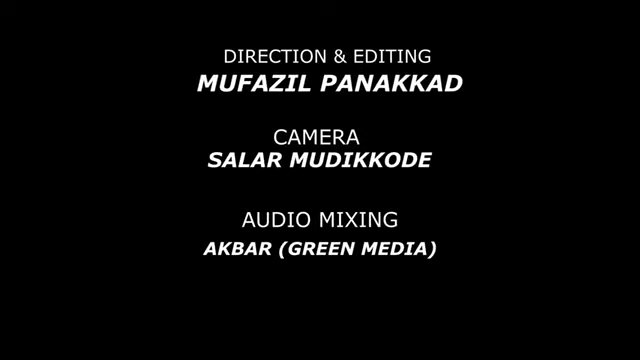 DIRECTION & EDITING
MUFAZIL PANAKKAD
CAMERA
SALAR MUDIKKODE
AUDIO MIXING
AKBAR (GREEN MEDIA)